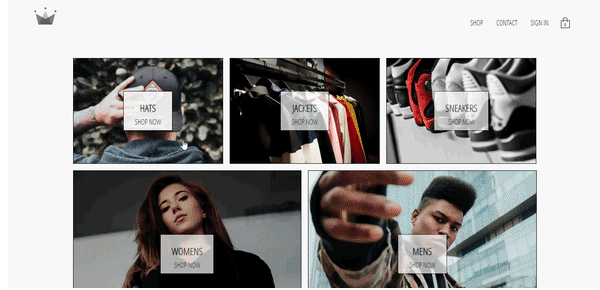 SHOP CONTACT SIGN IN
HATS
SHOP NOW
JACKETS
SHOP NOW
SNEAKERS
SHOP NOW
WOMENS
SHOP NOW
MENS
SHOP NOW